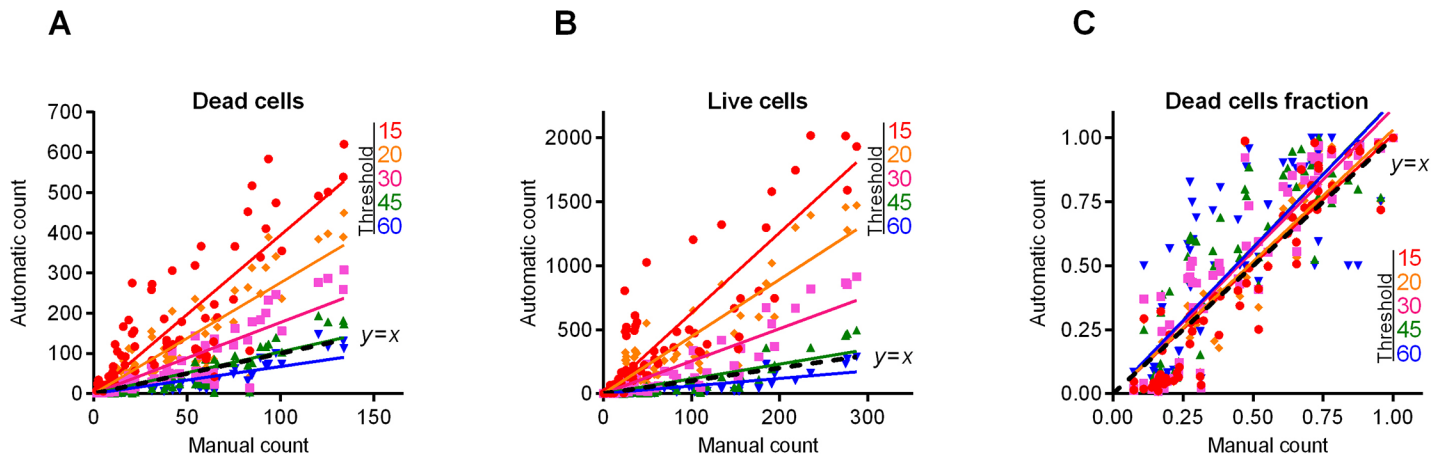 A
Dead cells
Automatic count
700
600
500
400
300
200
100
0
0
50
100
150
Manual count
Threshold
15
20
30
45
60
y=x
B
Live cells
Automatic count
2000
1500
1000
500
0
0
100
200
300
Manual count
Threshold
15
20
30
45
60
y=x
C
Dead cells fraction
Automatic count
1.00
0.75
0.50
0.25
0.00
0.00
0.25
0.50
0.75
1.00
Manual count
y=x
Threshold
15
20
30
45
60